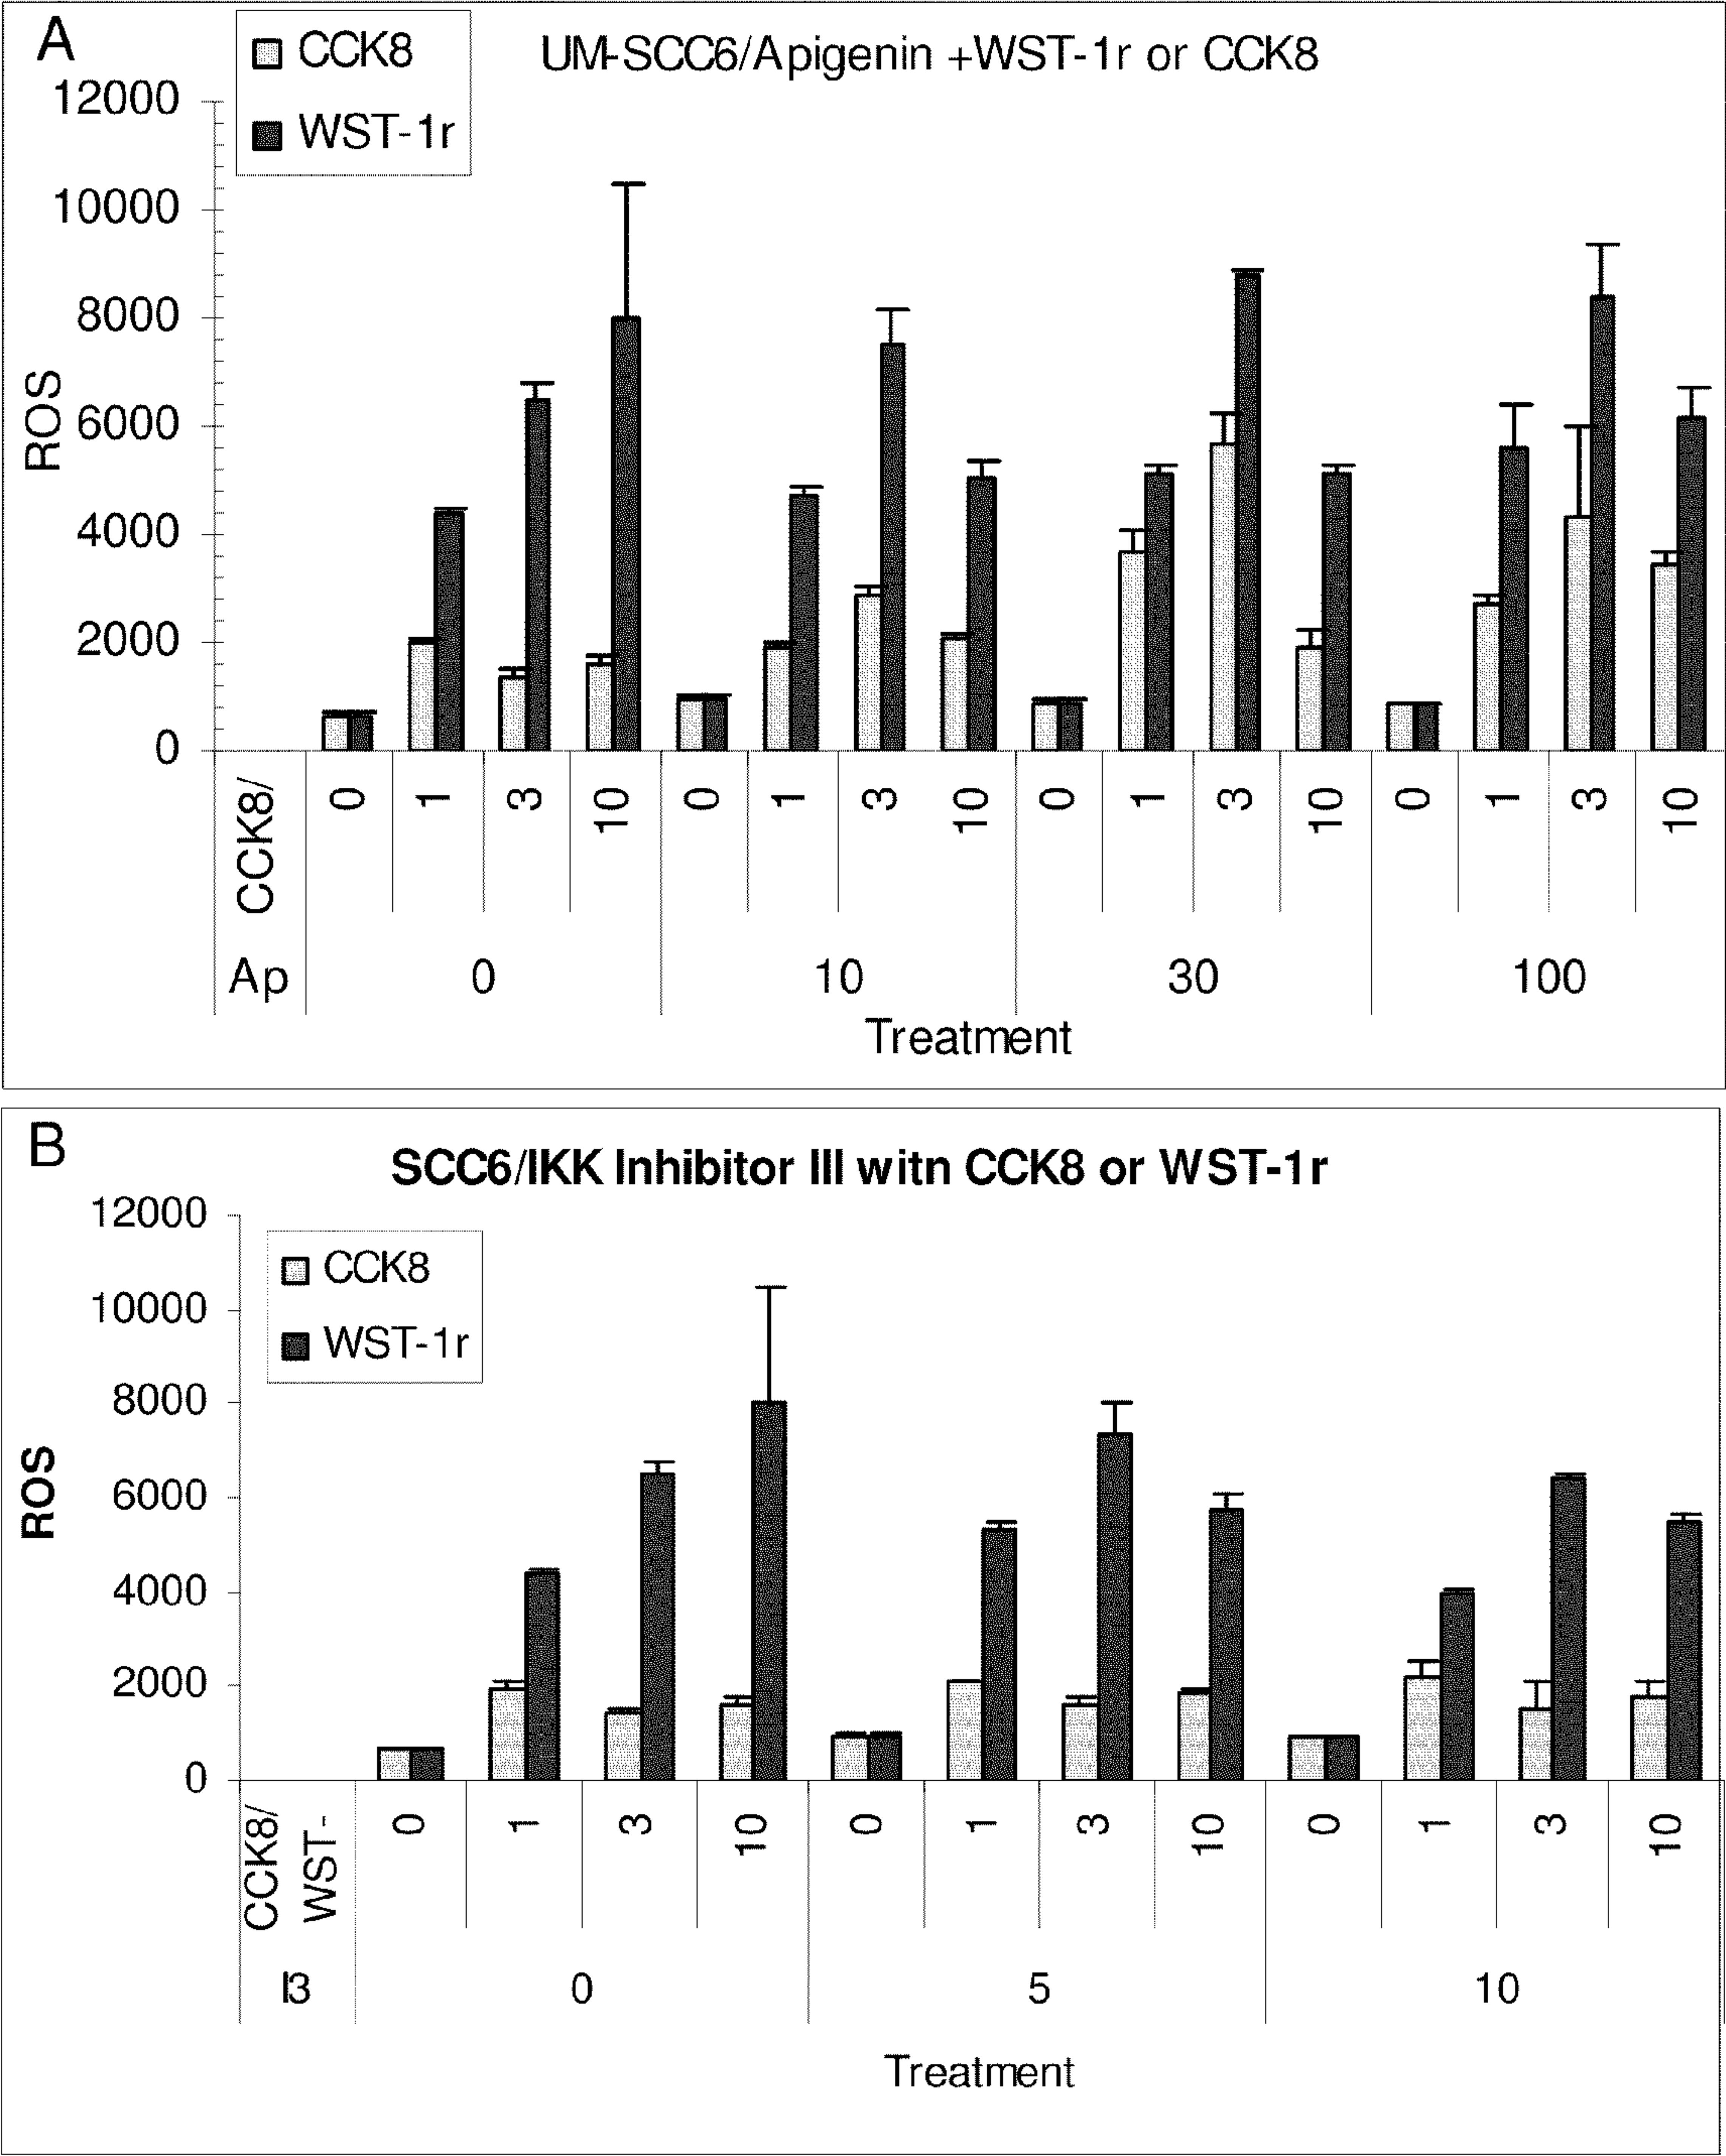 A
UM-SCC6/Apigenin +WST-1r or CCK8
CCK8
WST-1r
12000
10000
8000
6000
4000
2000
0
ROS
CCK8/
0 1 3 10 0 1 3 10 0 1 3 10 0 1 3 10
Ap 0 10 30 100
Treatment
B
SCC6/IKK Inhibitor III witn CCK8 or WST-1r
CCK8
WST-1r
12000
10000
8000
6000
4000
2000
0
ROS
CCK8/
WST-
0 1 3 10 0 1 3 10 0 1 3 10
I3 0 5 10
Treatment